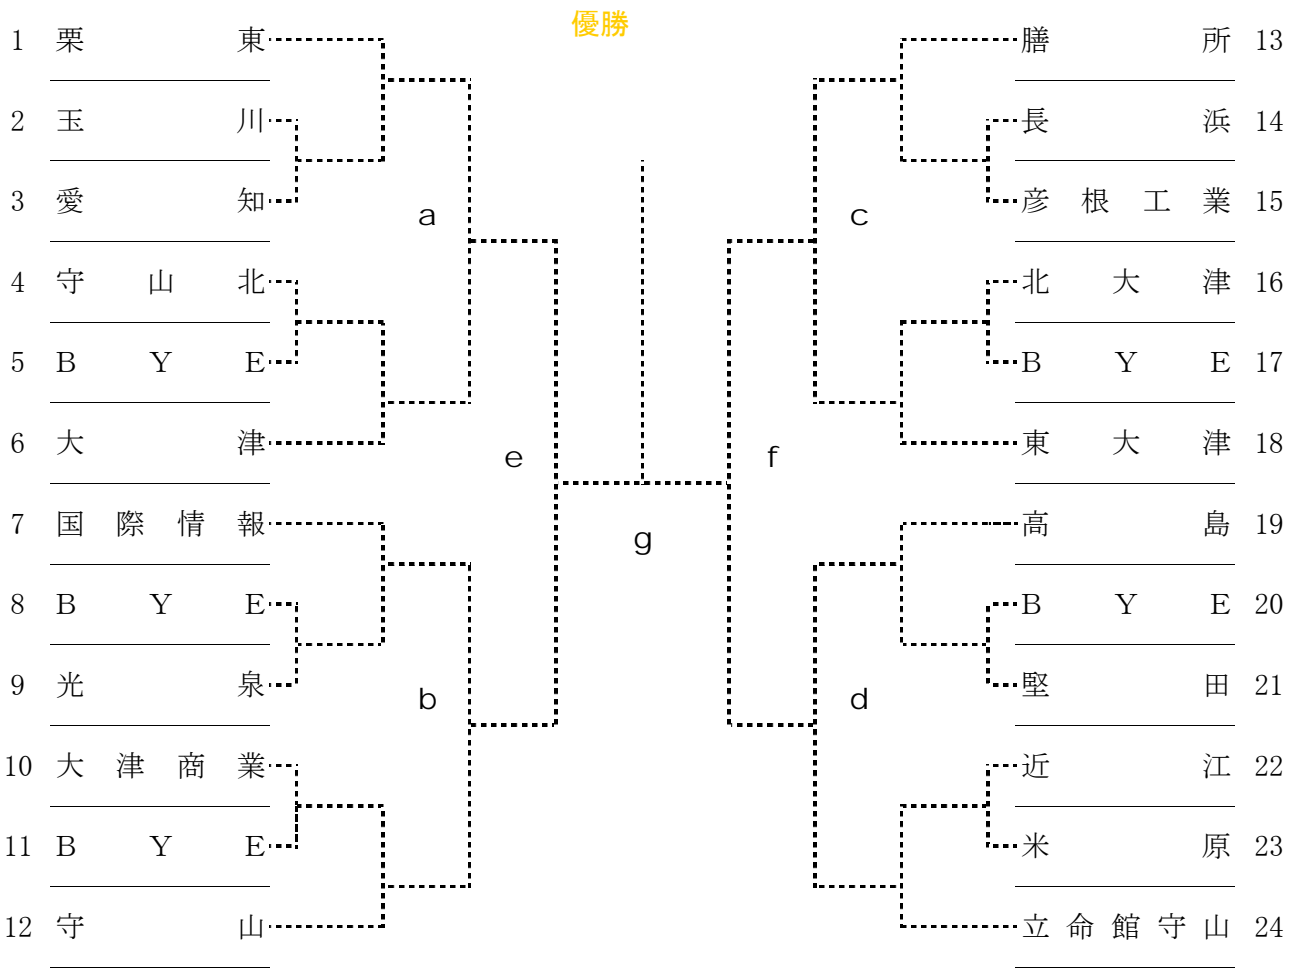 優勝
1 栗東
2 玉川
3 愛知
4 守山北
5 BYE
6 大津
7 国際情報
8 BYE
9 光泉
10 大津商業
11 BYE
12 守山
a
b
e
g
f
c
d
膳所 13
長浜 14
彦根工業 15
北大津 16
BYE 17
東大津 18
高島 19
BYE 20
堅田 21
近江 22
米原 23
立命館守山 24